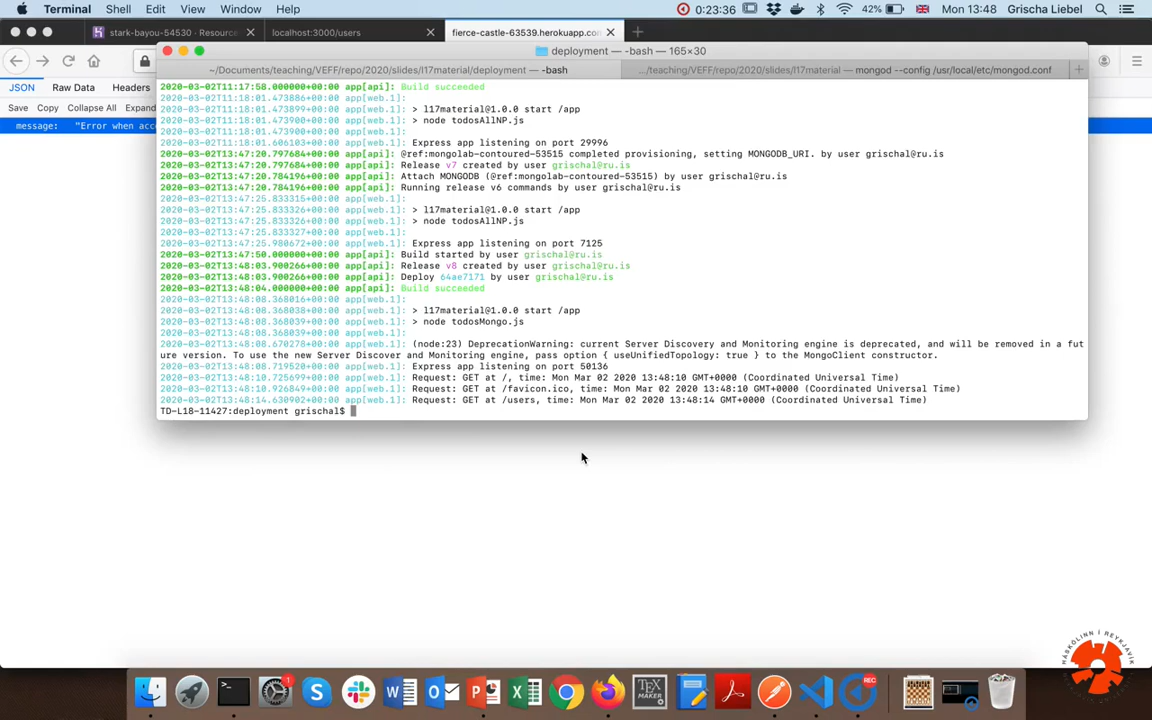 Terminal Shell Edit View Window Help
23:36 42% Mon 13:48 Grischa Liebel
stark-bayou-54530 · Resource
localhost:3000/users
fierce-castle-63539.herokuapp.con
deployment — -bash — 165×30
~/Documents/teaching/VEFF/repo/2020/slides/l17material/deployment — -bash
.../teaching/VEFF/repo/2020/slides/l17material — mongod --config /usr/local/etc/mongod.conf
JSON Raw Data Headers
Save Copy Collapse All Expand
message: "Error when acc
2020-03-02T11:17:58.000000+00:00 app[api]: Build succeeded
2020-03-02T11:18:01.473886+00:00 app[web.1]:
2020-03-02T11:18:01.473899+00:00 app[web.1]: > l17material@1.0.0 start /app
2020-03-02T11:18:01.473900+00:00 app[web.1]: > node todosAllNP.js
2020-03-02T11:18:01.473900+00:00 app[web.1]:
2020-03-02T11:18:01.606103+00:00 app[web.1]: Express app listening on port 29996
2020-03-02T13:47:20.797684+00:00 app[api]: @ref:mongolab-contoured-53515 completed provisioning, setting MONGODB_URI. by user grischal@ru.is
2020-03-02T13:47:20.797684+00:00 app[api]: Release v7 created by user grischal@ru.is
2020-03-02T13:47:20.784196+00:00 app[api]: Attach MONGODB (@ref:mongolab-contoured-53515) by user grischal@ru.is
2020-03-02T13:47:20.784196+00:00 app[api]: Running release v6 commands by user grischal@ru.is
2020-03-02T13:47:25.833315+00:00 app[web.1]:
2020-03-02T13:47:25.833326+00:00 app[web.1]: > l17material@1.0.0 start /app
2020-03-02T13:47:25.833326+00:00 app[web.1]: > node todosAllNP.js
2020-03-02T13:47:25.833326+00:00 app[web.1]:
2020-03-02T13:47:25.980672+00:00 app[web.1]: Express app listening on port 7125
2020-03-02T13:47:50.000000+00:00 app[api]: Build started by user grischal@ru.is
2020-03-02T13:48:03.900266+00:00 app[api]: Release v8 created by user grischal@ru.is
2020-03-02T13:48:03.900266+00:00 app[api]: Deploy 64ae7171 by user grischal@ru.is
2020-03-02T13:48:04.000000+00:00 app[api]: Build succeeded
2020-03-02T13:48:08.368016+00:00 app[web.1]:
2020-03-02T13:48:08.368038+00:00 app[web.1]: > l17material@1.0.0 start /app
2020-03-02T13:48:08.368039+00:00 app[web.1]: > node todosMongo.js
2020-03-02T13:48:08.368039+00:00 app[web.1]:
2020-03-02T13:48:08.670278+00:00 app[web.1]: (node:23) DeprecationWarning: current Server Discovery and Monitoring engine is deprecated, and will be removed in a fut
ure version. To use the new Server Discover and Monitoring engine, pass option { useUnifiedTopology: true } to the MongoClient constructor.
2020-03-02T13:48:08.719520+00:00 app[web.1]: Express app listening on port 50136
2020-03-02T13:48:10.725699+00:00 app[web.1]: Request: GET at /, time: Mon Mar 02 2020 13:48:10 GMT+0000 (Coordinated Universal Time)
2020-03-02T13:48:10.926849+00:00 app[web.1]: Request: GET at /favicon.ico, time: Mon Mar 02 2020 13:48:10 GMT+0000 (Coordinated Universal Time)
2020-03-02T13:48:14.630902+00:00 app[web.1]: Request: GET at /users, time: Mon Mar 02 2020 13:48:14 GMT+0000 (Coordinated Universal Time)
TD-L18-11427:deployment grischal$
HÁSKÓLINN Í REYKJAVÍK
1
REC
TEX